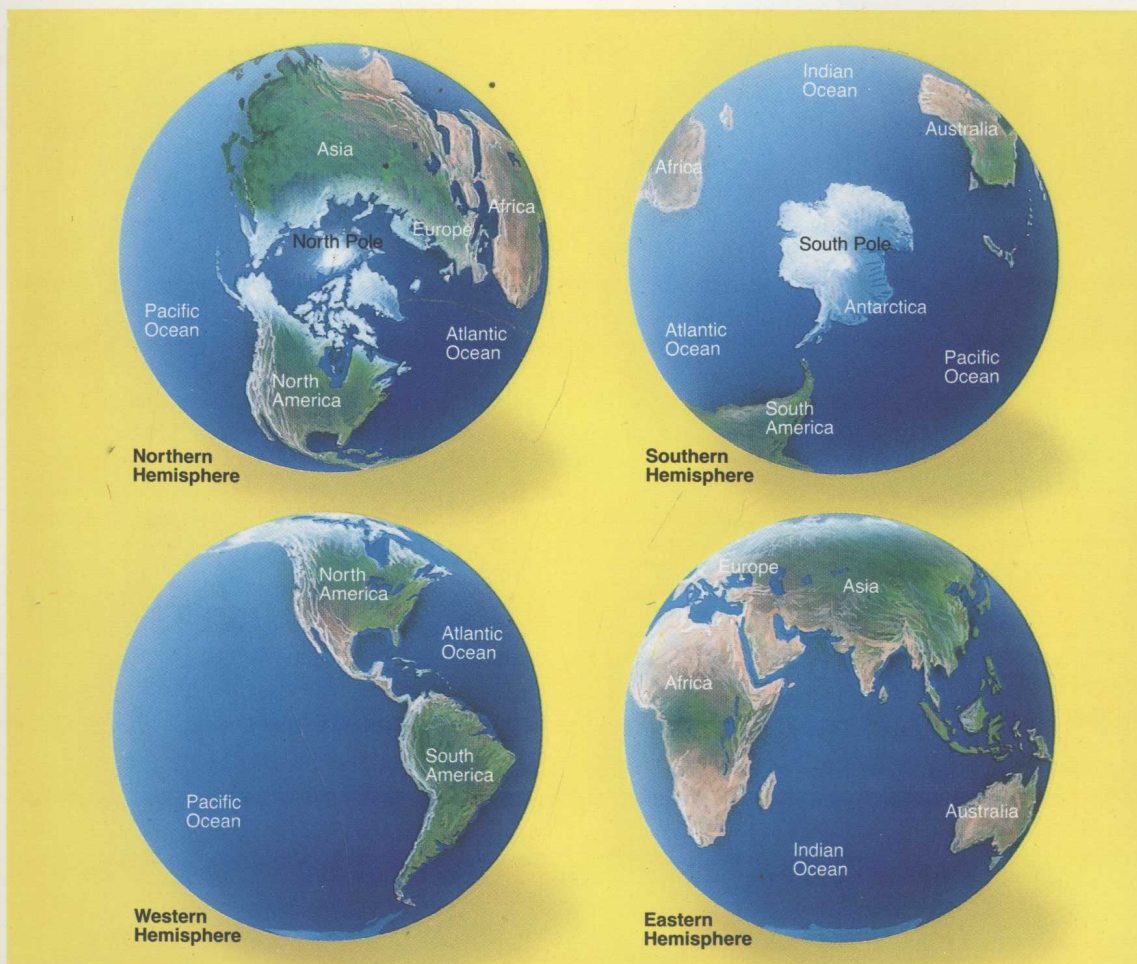 Asia
Africa
Europe
North Pole
Pacific
Ocean
Atlantic
Ocean
North
America
Northern
Hemisphere
Indian
Ocean
Australia
Africa
South Pole
Antarctica
Atlantic
Ocean
Pacific
Ocean
South
America
Southern
Hemisphere
North
America
Atlantic
Ocean
South
America
Pacific
Ocean
Western
Hemisphere
Europe
Asia
Africa
Australia
Indian
Ocean
Eastern
Hemisphere